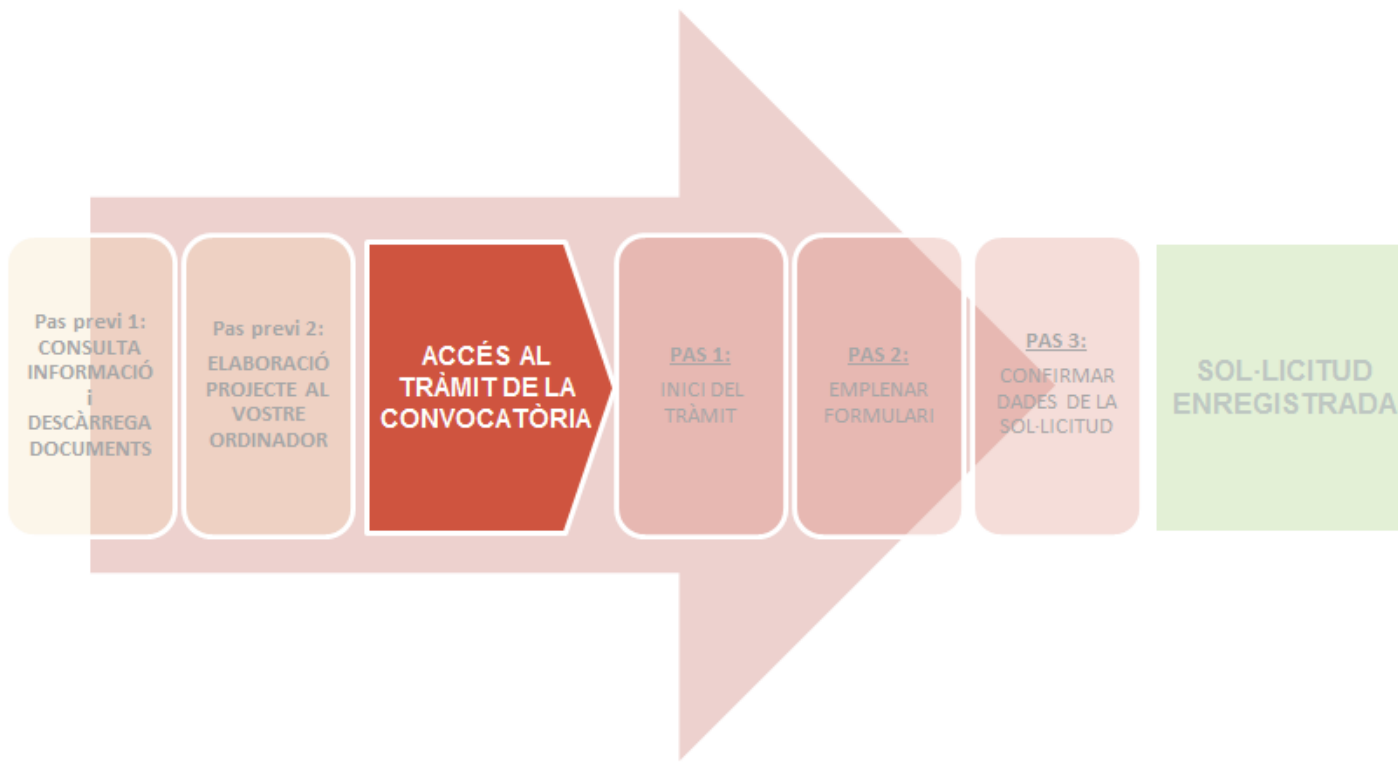 Pas previ 1:
CONSULTA
INFORMACIÓ
i
DESCÀRREGA
DOCUMENTS
Pas previ 2:
ELABORACIÓ
PROJECTE AL
VOSTRE
ORDINADOR
ACCÉS AL
TRÀMIT DE LA
CONVOCATÒRIA
PAS 1:
INICI DEL
TRÀMIT
PAS 2:
EMPLENAR
FORMULARI
PAS 3:
CONFIRMAR
DADES DE LA
SOL·LICITUD
SOL·LICITUD
ENREGISTRADA